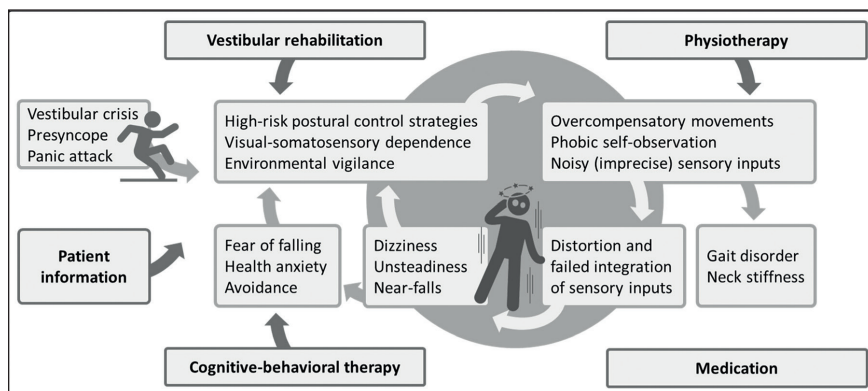 Vestibular rehabilitation
Physiotherapy
Vestibular crisis
Presyncope
Panic attack
High-risk postural control strategies
Visual-somatosensory dependence
Environmental vigilance
Overcompensatory movements
Phobic self-observation
Noisy (imprecise) sensory inputs
Patient
information
Fear of falling
Health anxiety
Avoidance
Dizziness
Unsteadiness
Near-falls
Distortion and
failed integration
of sensory inputs
Gait disorder
Neck stiffness
Cognitive-behavioral therapy
Medication